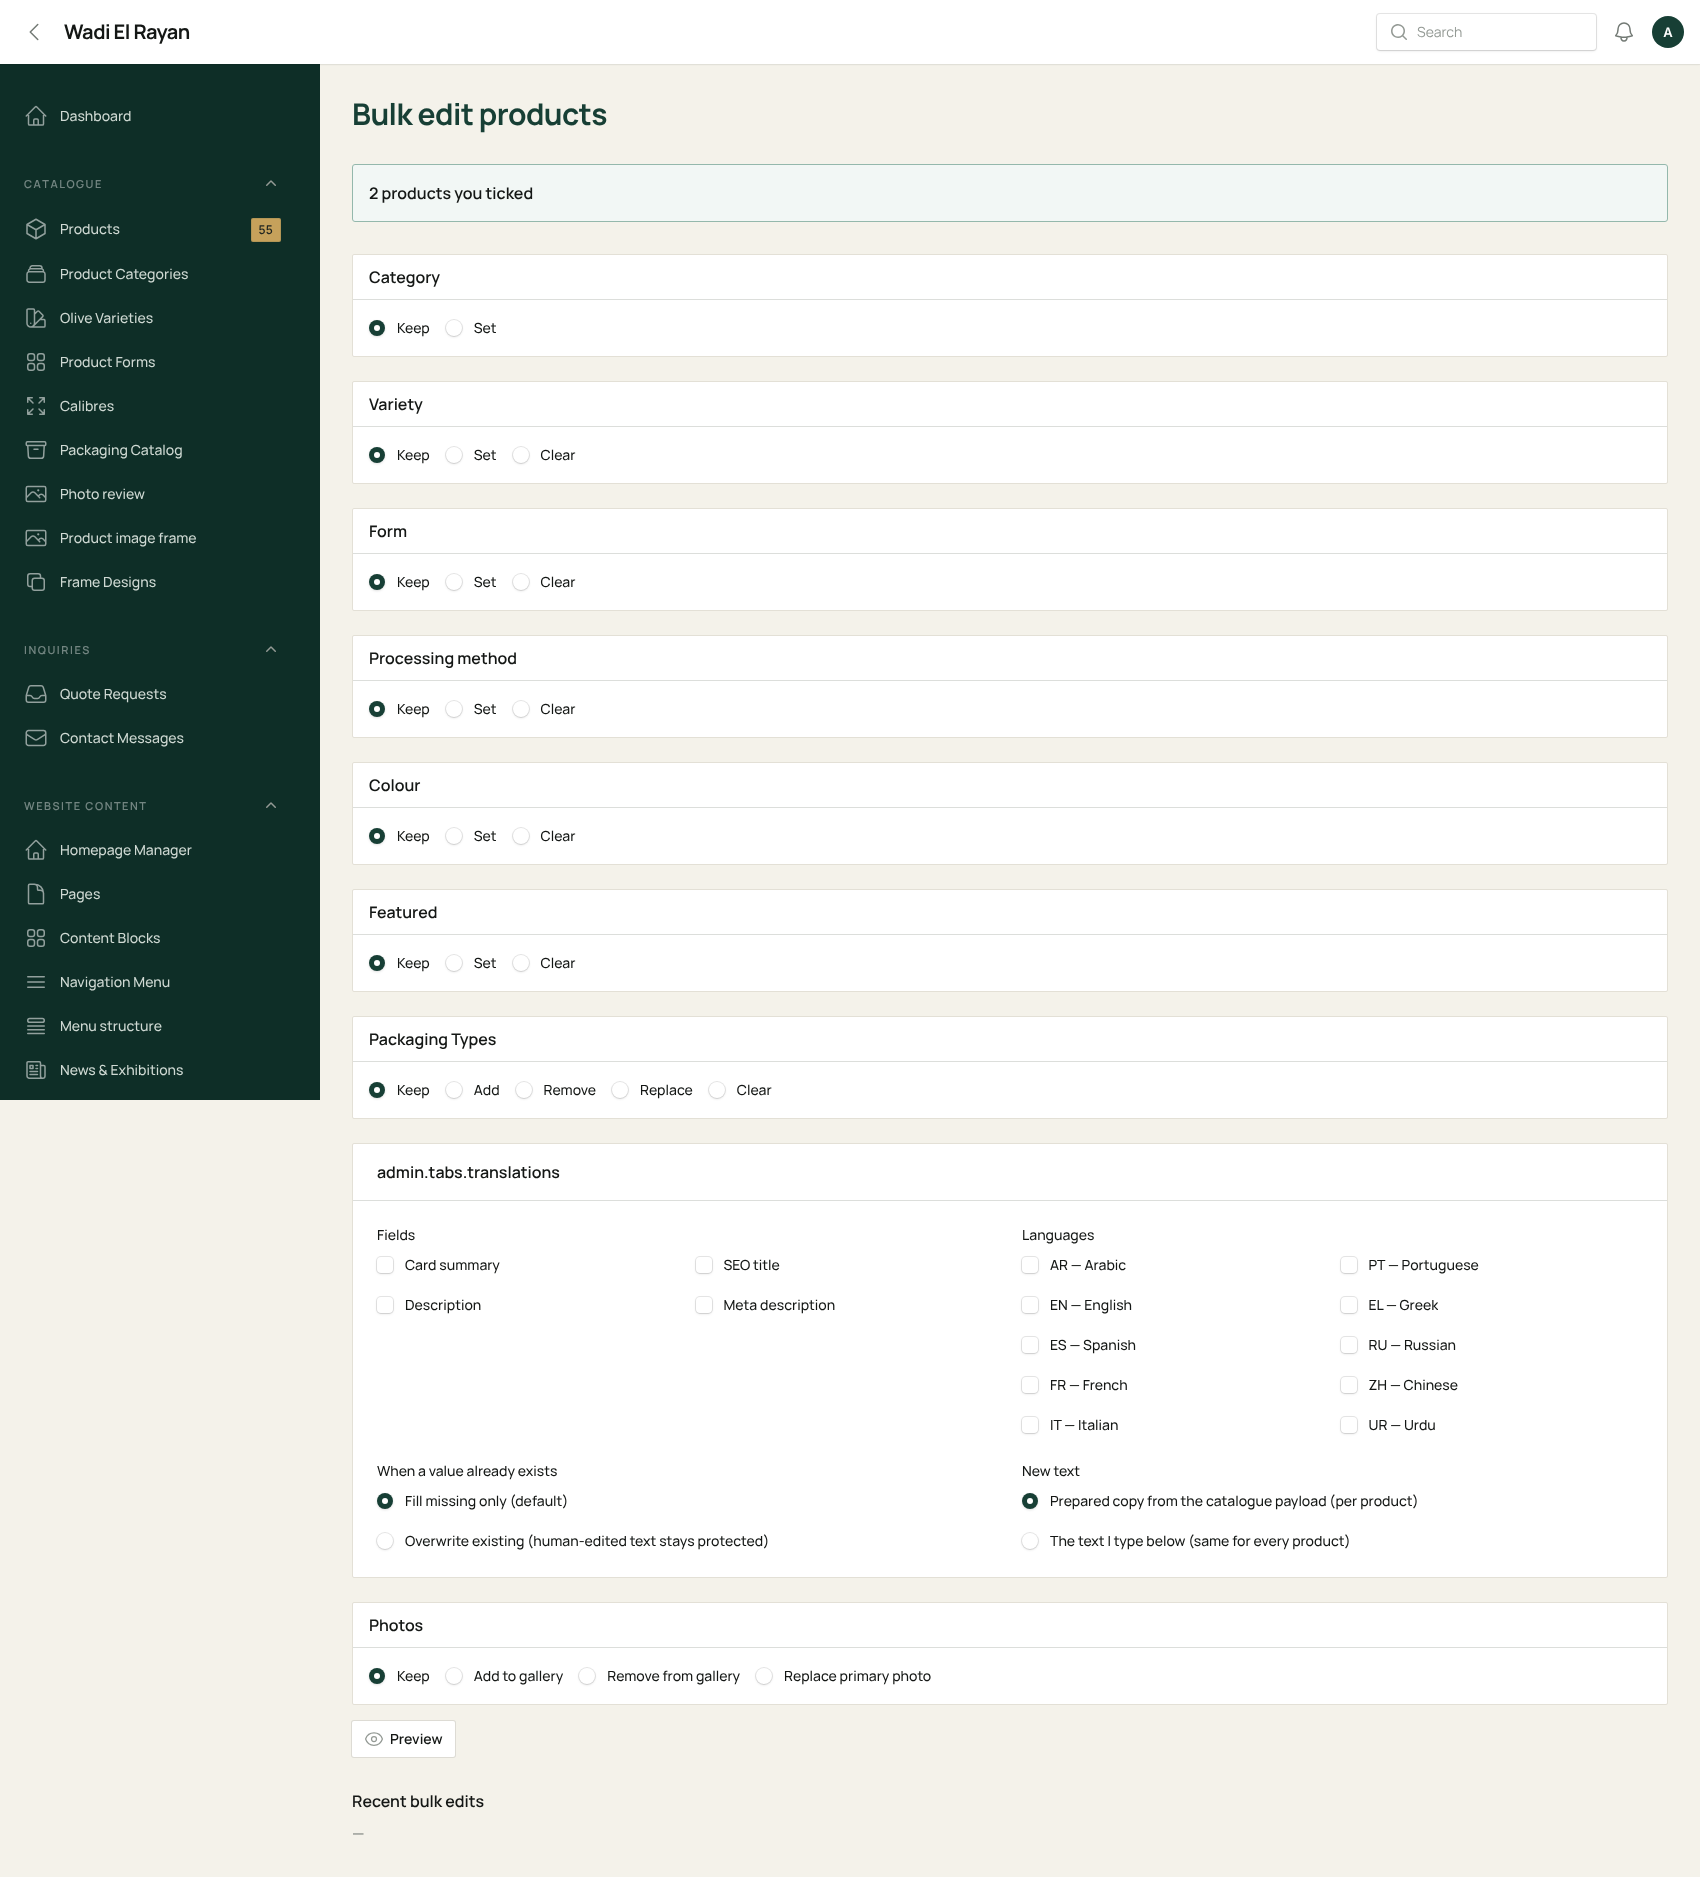 Wadi El Rayan
Search
A
Dashboard
CATALOGUE
Products 55
Product Categories
Olive Varieties
Product Forms
Calibres
Packaging Catalog
Photo review
Product image frame
Frame Designs
INQUIRIES
Quote Requests
Contact Messages
WEBSITE CONTENT
Homepage Manager
Pages
Content Blocks
Navigation Menu
Menu structure
News & Exhibitions
Bulk edit products
2 products you ticked
Category
Keep Set
Variety
Keep Set Clear
Form
Keep Set Clear
Processing method
Keep Set Clear
Colour
Keep Set Clear
Featured
Keep Set Clear
Packaging Types
Keep Add Remove Replace Clear
admin.tabs.translations
Fields
Card summary SEO title
Description Meta description
Languages
AR — Arabic PT — Portuguese
EN — English EL — Greek
ES — Spanish RU — Russian
FR — French ZH — Chinese
IT — Italian UR — Urdu
When a value already exists
Fill missing only (default)
Overwrite existing (human-edited text stays protected)
New text
Prepared copy from the catalogue payload (per product)
The text I type below (same for every product)
Photos
Keep Add to gallery Remove from gallery Replace primary photo
Preview
Recent bulk edits
—